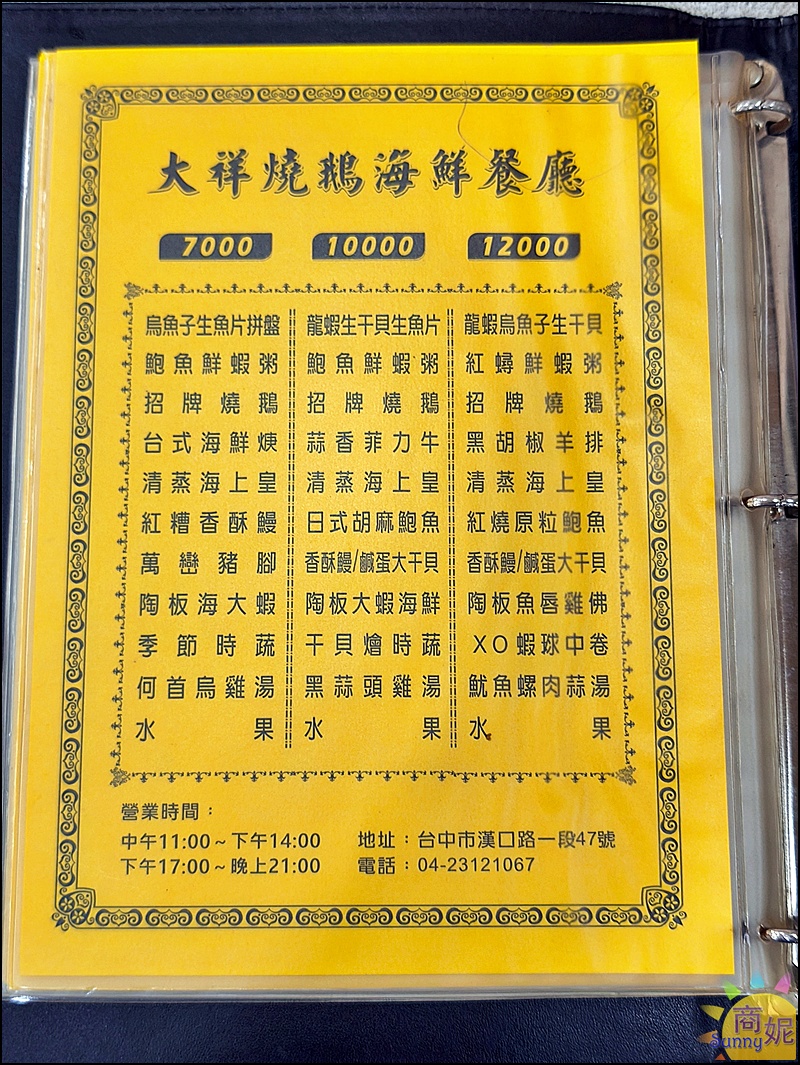 大祥燒鵝海鮮餐廳
7000
烏魚子生魚片拼盤
鮑魚鮮蝦粥
招牌燒鵝
台式海鮮焿
清蒸海上皇
紅糟香酥鰻
萬巒豬腳
陶板海大蝦
季節時蔬
何首烏雞湯
水果
10000
龍蝦生干貝生魚片
鮑魚鮮蝦粥
招牌燒鵝
蒜香菲力牛
清蒸海上皇
日式胡麻鮑魚
香酥鰻/鹹蛋大干貝
陶板大蝦海鮮
干貝燴時蔬
黑蒜頭雞湯
水果
12000
龍蝦烏魚子生干貝
紅蟳鮮蝦粥
招牌燒鵝
黑胡椒羊排
清蒸海上皇
紅燒原粒鮑魚
香酥鰻/鹹蛋大干貝
陶板魚唇雞佛
XO蝦球中卷
魷魚螺肉蒜湯
水果
營業時間：
中午11:00～下午14:00
下午17:00～晚上21:00
地址：台中市漢口路一段47號
電話：04-23121067
商妮
sunny